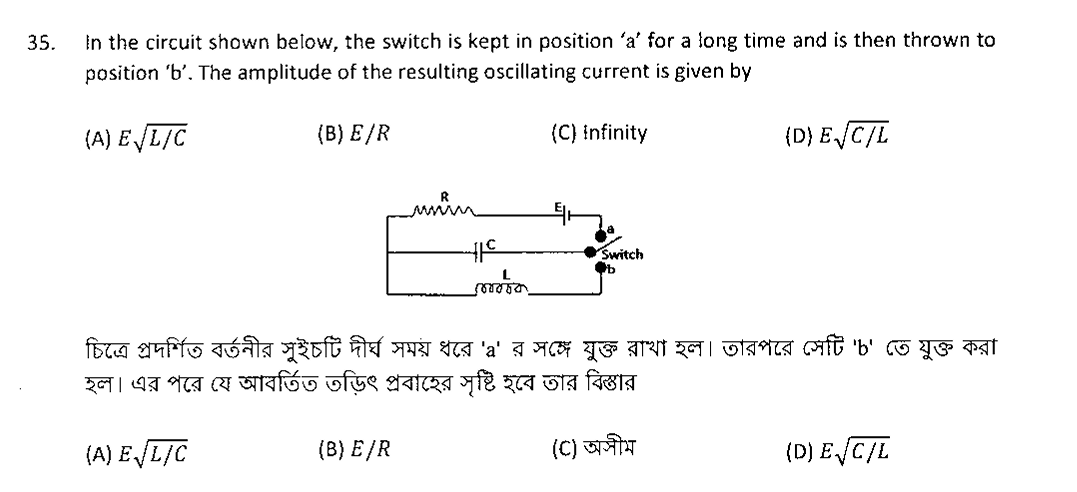 35. In the circuit shown below, the switch is kept in position 'a' for a long time and is then thrown to
position 'b'. The amplitude of the resulting oscillating current is given by
(A) E√L/C (B) E/R (C) infinity (D) E√C/L
R
E
a
C
Switch
b
L
চিত্রে প্রদর্শিত বর্তনীর সুইচটি দীর্ঘ সময় ধরে 'a' র সঙ্গে যুক্ত রাখা হল। তারপরে সেটি 'b' তে যুক্ত করা
হল। এর পরে যে আবর্তিত তড়িৎ প্রবাহের সৃষ্টি হবে তার বিস্তার
(A) E√L/C (B) E/R (C) অসীম (D) E√C/L